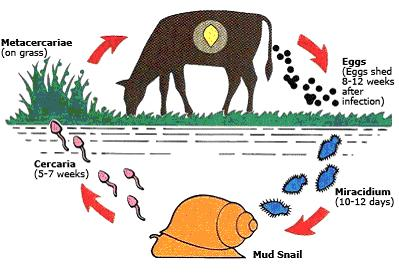 Metacercariae
(on grass)
Eggs
(Eggs shed
8-12 weeks
after
infection)
Cercaria
(5-7 weeks)
Miracidium
(10-12 days)
Mud Snail